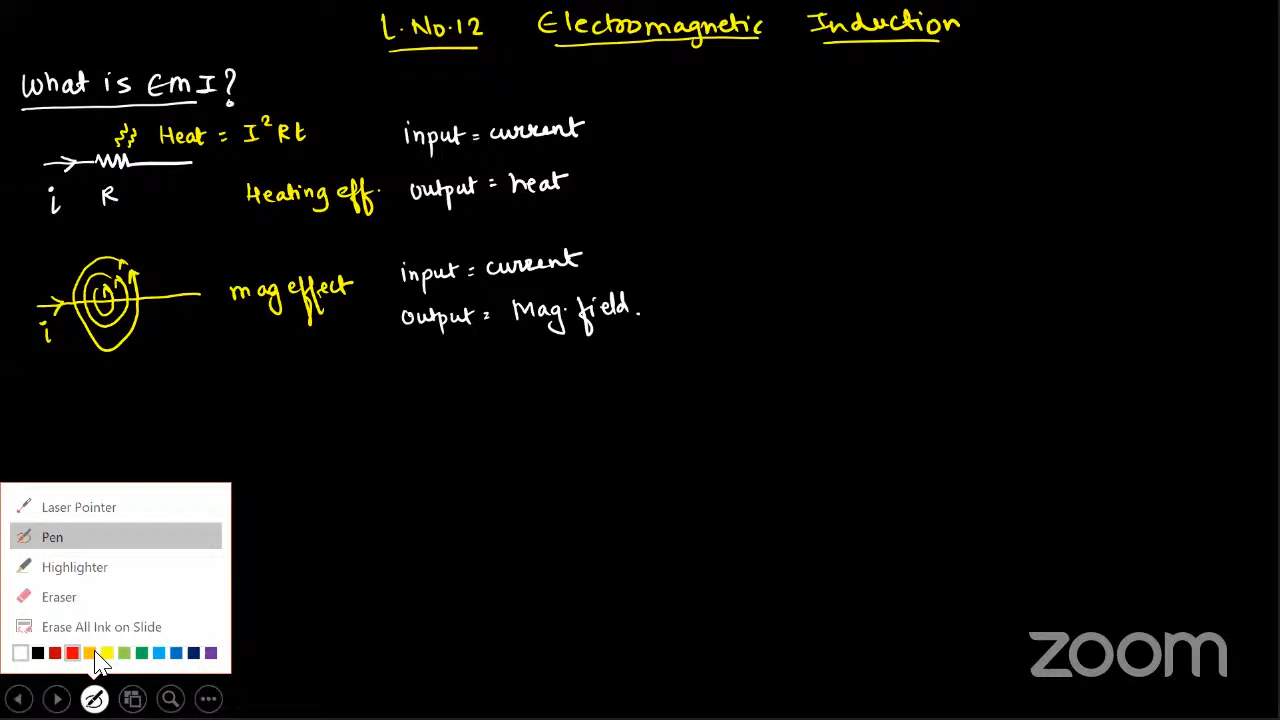 L.No.12 Electromagnetic Induction
What is EMI?
Heat = I²Rt
input = current
i R
Heating eff.
output = heat
i
mag effect
input = current
output = Mag. field.
Laser Pointer
Pen
Highlighter
Eraser
Erase All Ink on Slide
zoom